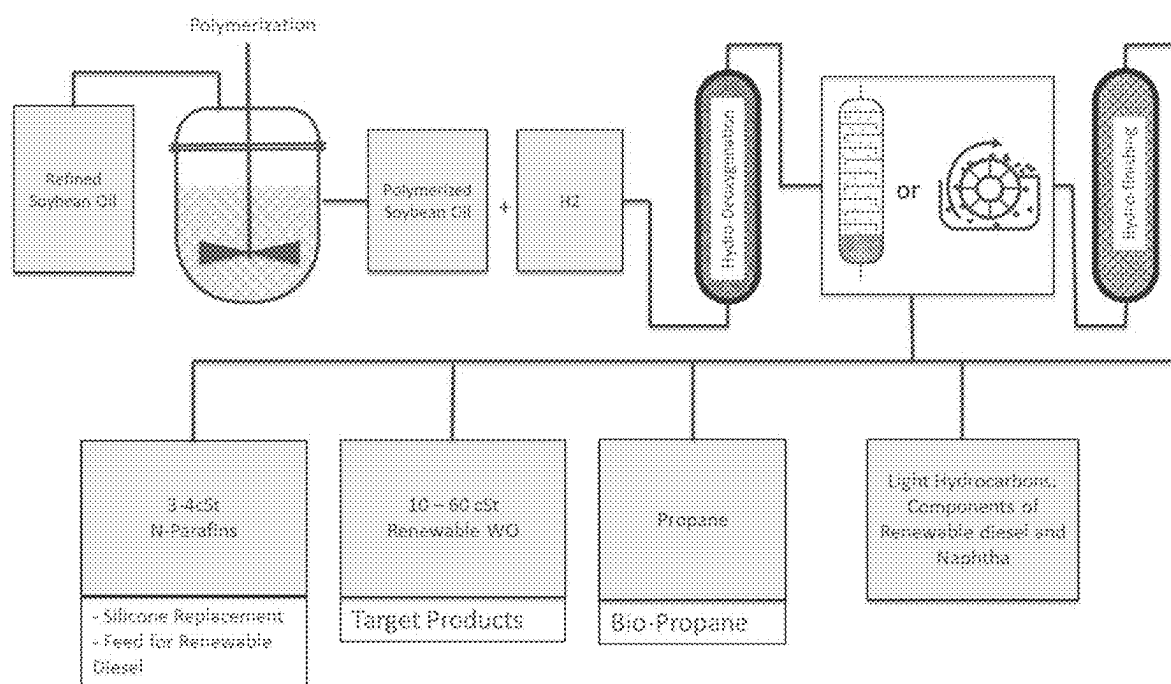 Polymerization
Refined
Soybean Oil
Polymerized
Soybean Oil
+
H2
Hydro-Deoxygenation
or
Hydro-finishing
3-4cSt
N-Parafins
- Silicone Replacement
- Feed for Renewable
Diesel
10 – 60 cSt
Renewable WO
Target Products
Propane
Bio-Propane
Light Hydrocarbons,
Components of
Renewable diesel and
Naphtha